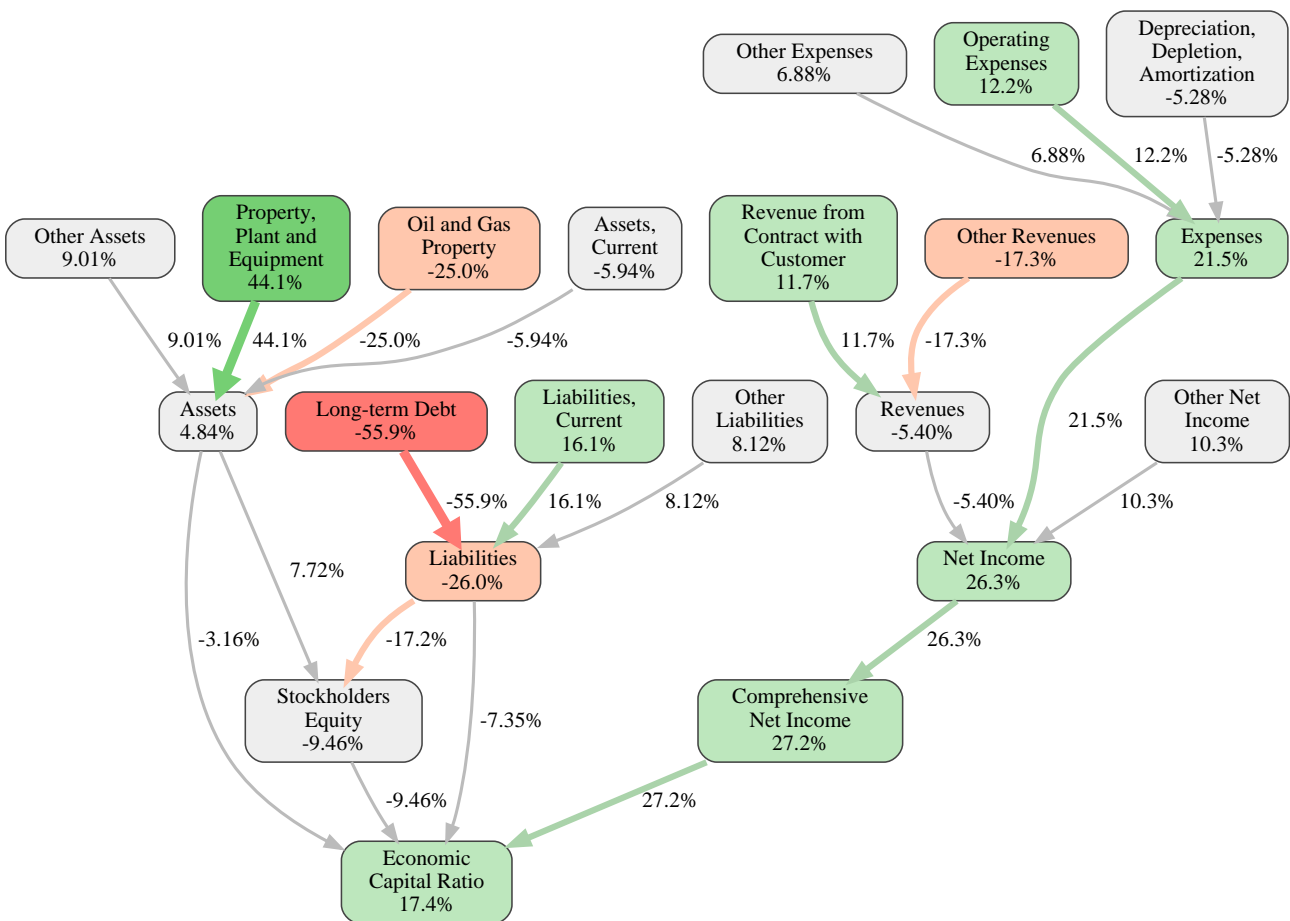 Other Expenses
6.88%
Operating
Expenses
12.2%
Depreciation,
Depletion,
Amortization
-5.28%
6.88%
12.2%
-5.28%
Other Assets
9.01%
Property,
Plant and
Equipment
44.1%
Oil and Gas
Property
-25.0%
Assets,
Current
-5.94%
Revenue from
Contract with
Customer
11.7%
Other Revenues
-17.3%
Expenses
21.5%
9.01%
44.1%
-25.0%
-5.94%
11.7%
-17.3%
Assets
4.84%
Long-term Debt
-55.9%
Liabilities,
Current
16.1%
Other
Liabilities
8.12%
Revenues
-5.40%
21.5%
Other Net
Income
10.3%
-55.9%
16.1%
8.12%
-5.40%
10.3%
7.72%
Liabilities
-26.0%
Net Income
26.3%
-3.16%
-17.2%
26.3%
Stockholders
Equity
-9.46%
-7.35%
Comprehensive
Net Income
27.2%
-9.46%
27.2%
Economic
Capital Ratio
17.4%